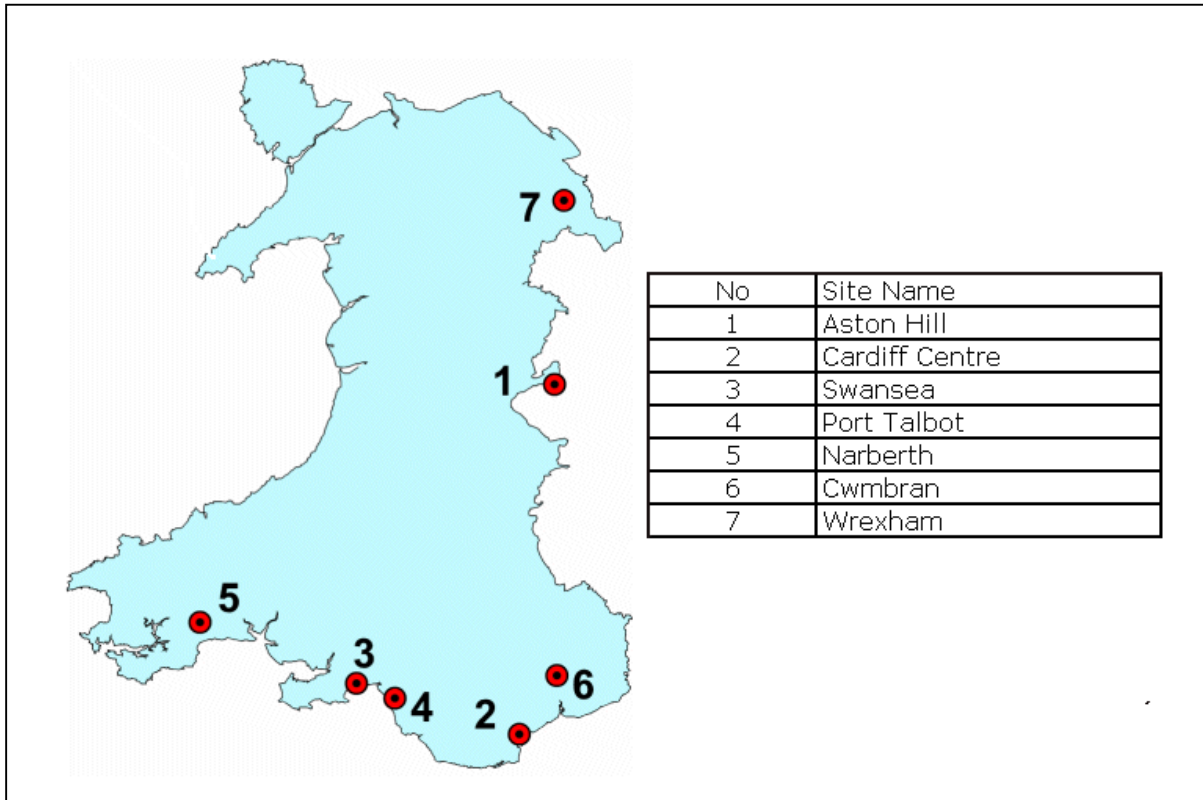 7
1
5
3
4
2
6
No Site Name
1 Aston Hill
2 Cardiff Centre
3 Swansea
4 Port Talbot
5 Narberth
6 Cwmbran
7 Wrexham